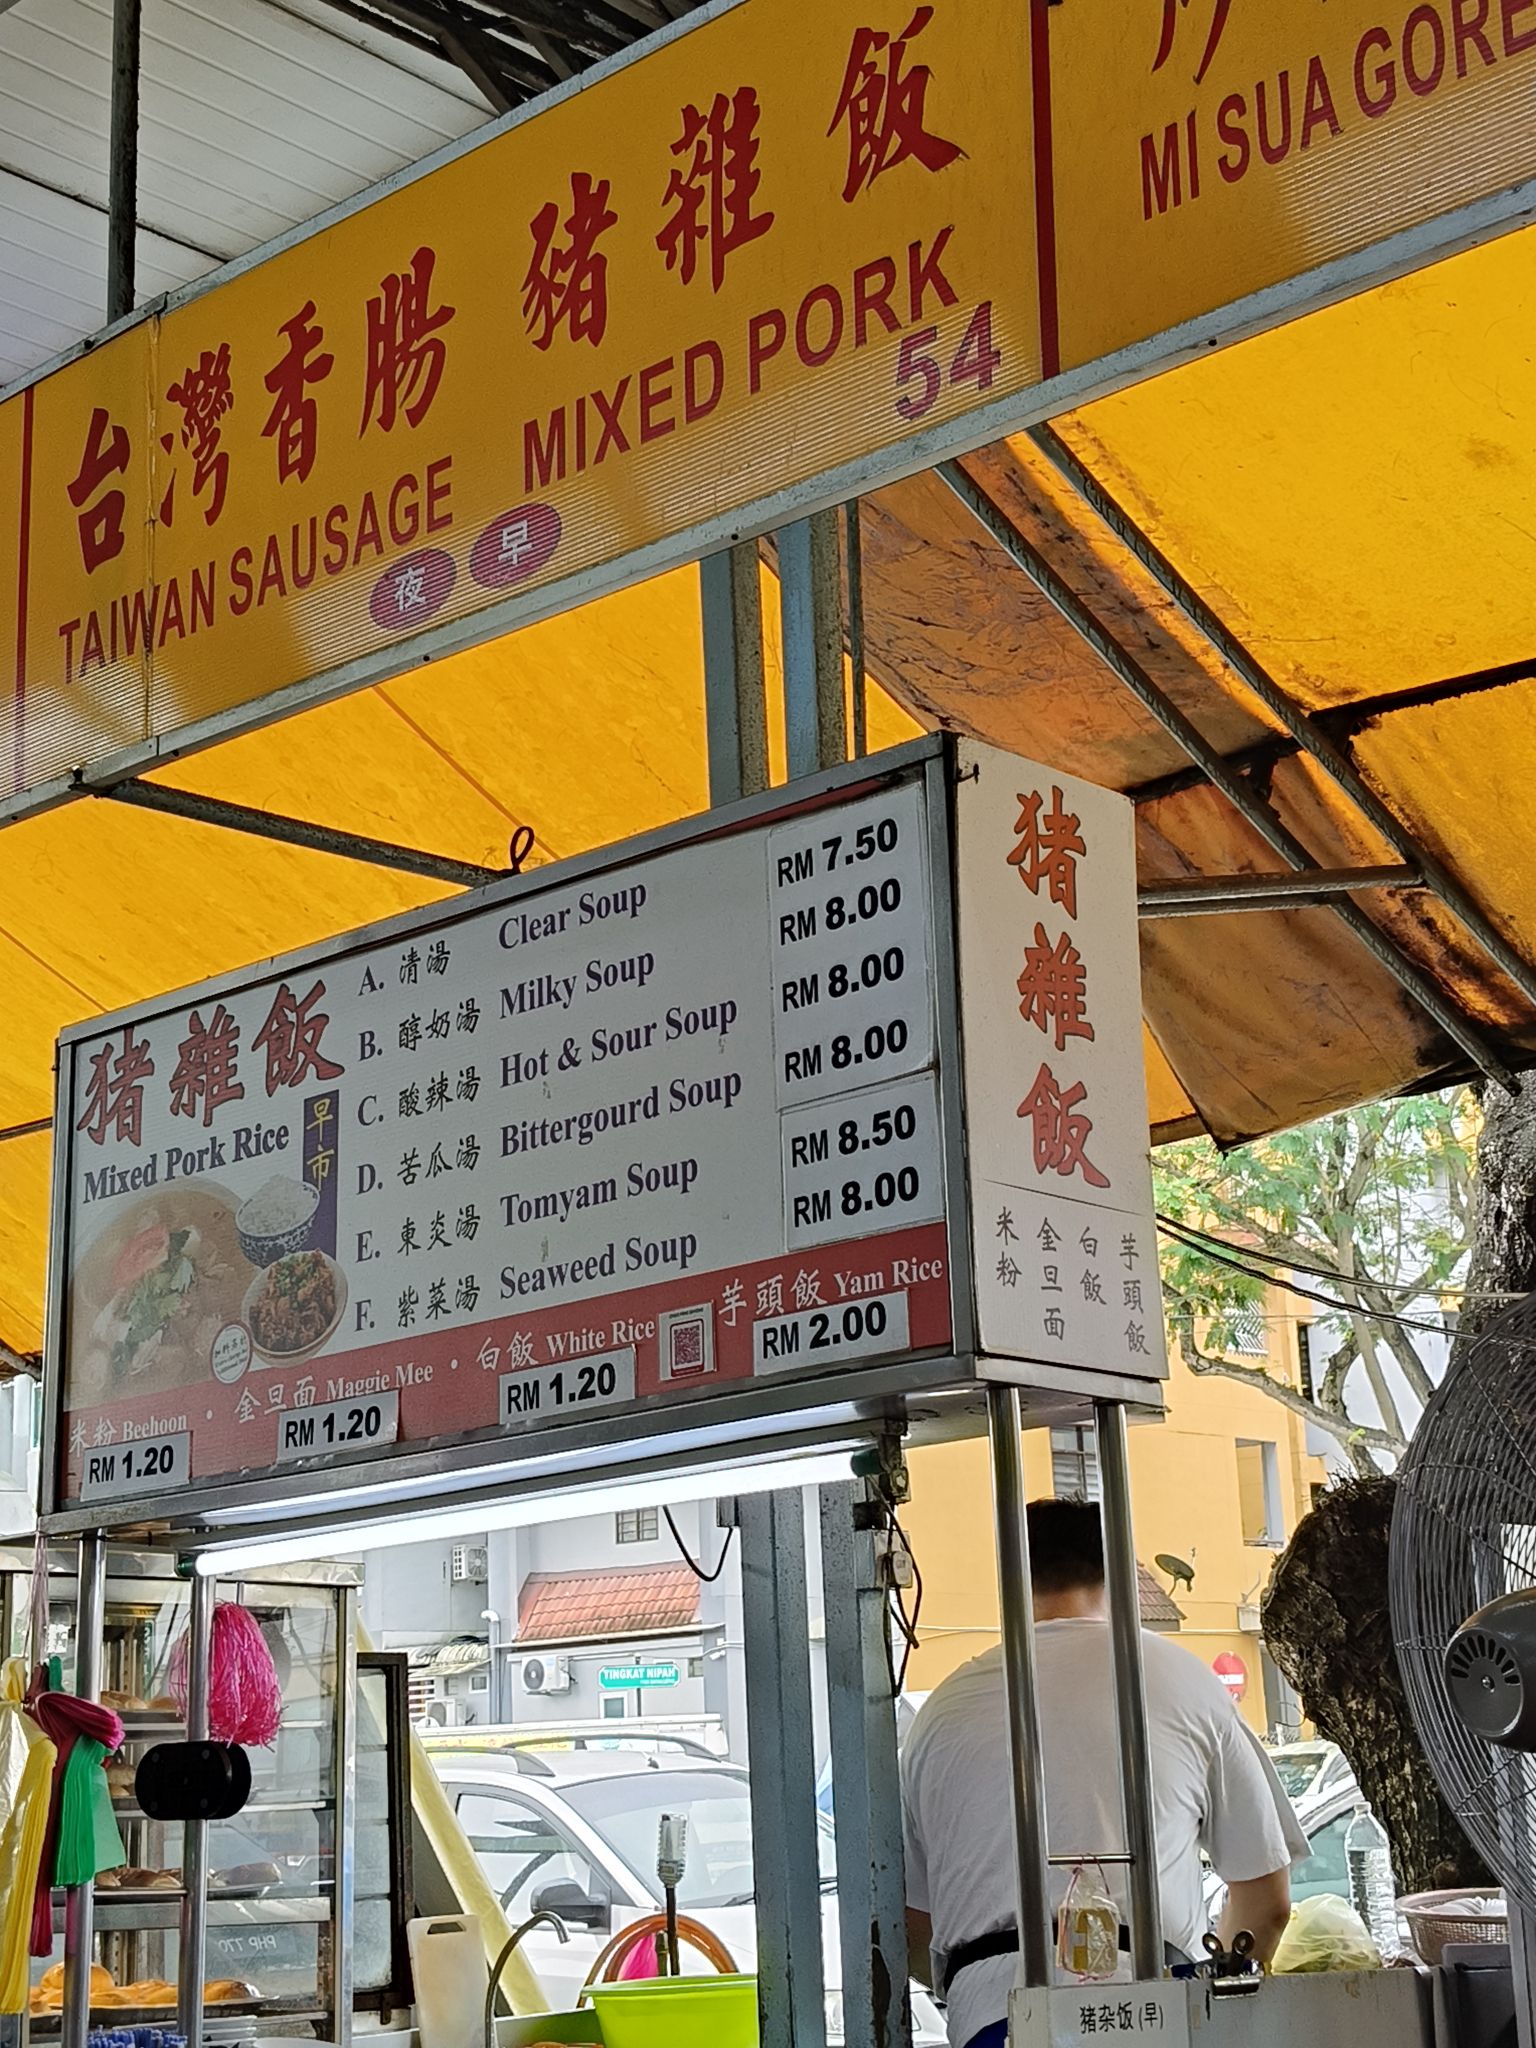 MI SUA GORE
台灣香腸 豬雜飯
TAIWAN SAUSAGE MIXED PORK
夜 早 54
猪雜飯
Mixed Pork Rice
早市
A. 清湯 Clear Soup RM 7.50
B. 醇奶湯 Milky Soup RM 8.00
C. 酸辣湯 Hot & Sour Soup RM 8.00
D. 苦瓜湯 Bittergourd Soup RM 8.00
E. 東炎湯 Tomyam Soup RM 8.50
F. 紫菜湯 Seaweed Soup RM 8.00
米粉 Beehoon • 金旦面 Maggie Mee • 白飯 White Rice 芋頭飯 Yam Rice
RM 1.20 RM 1.20 RM 1.20 RM 2.00
猪雜飯
米粉 金旦面 白飯 芋頭飯
TINGKAT NIPAH
PHP 770
猪杂饭 (早)